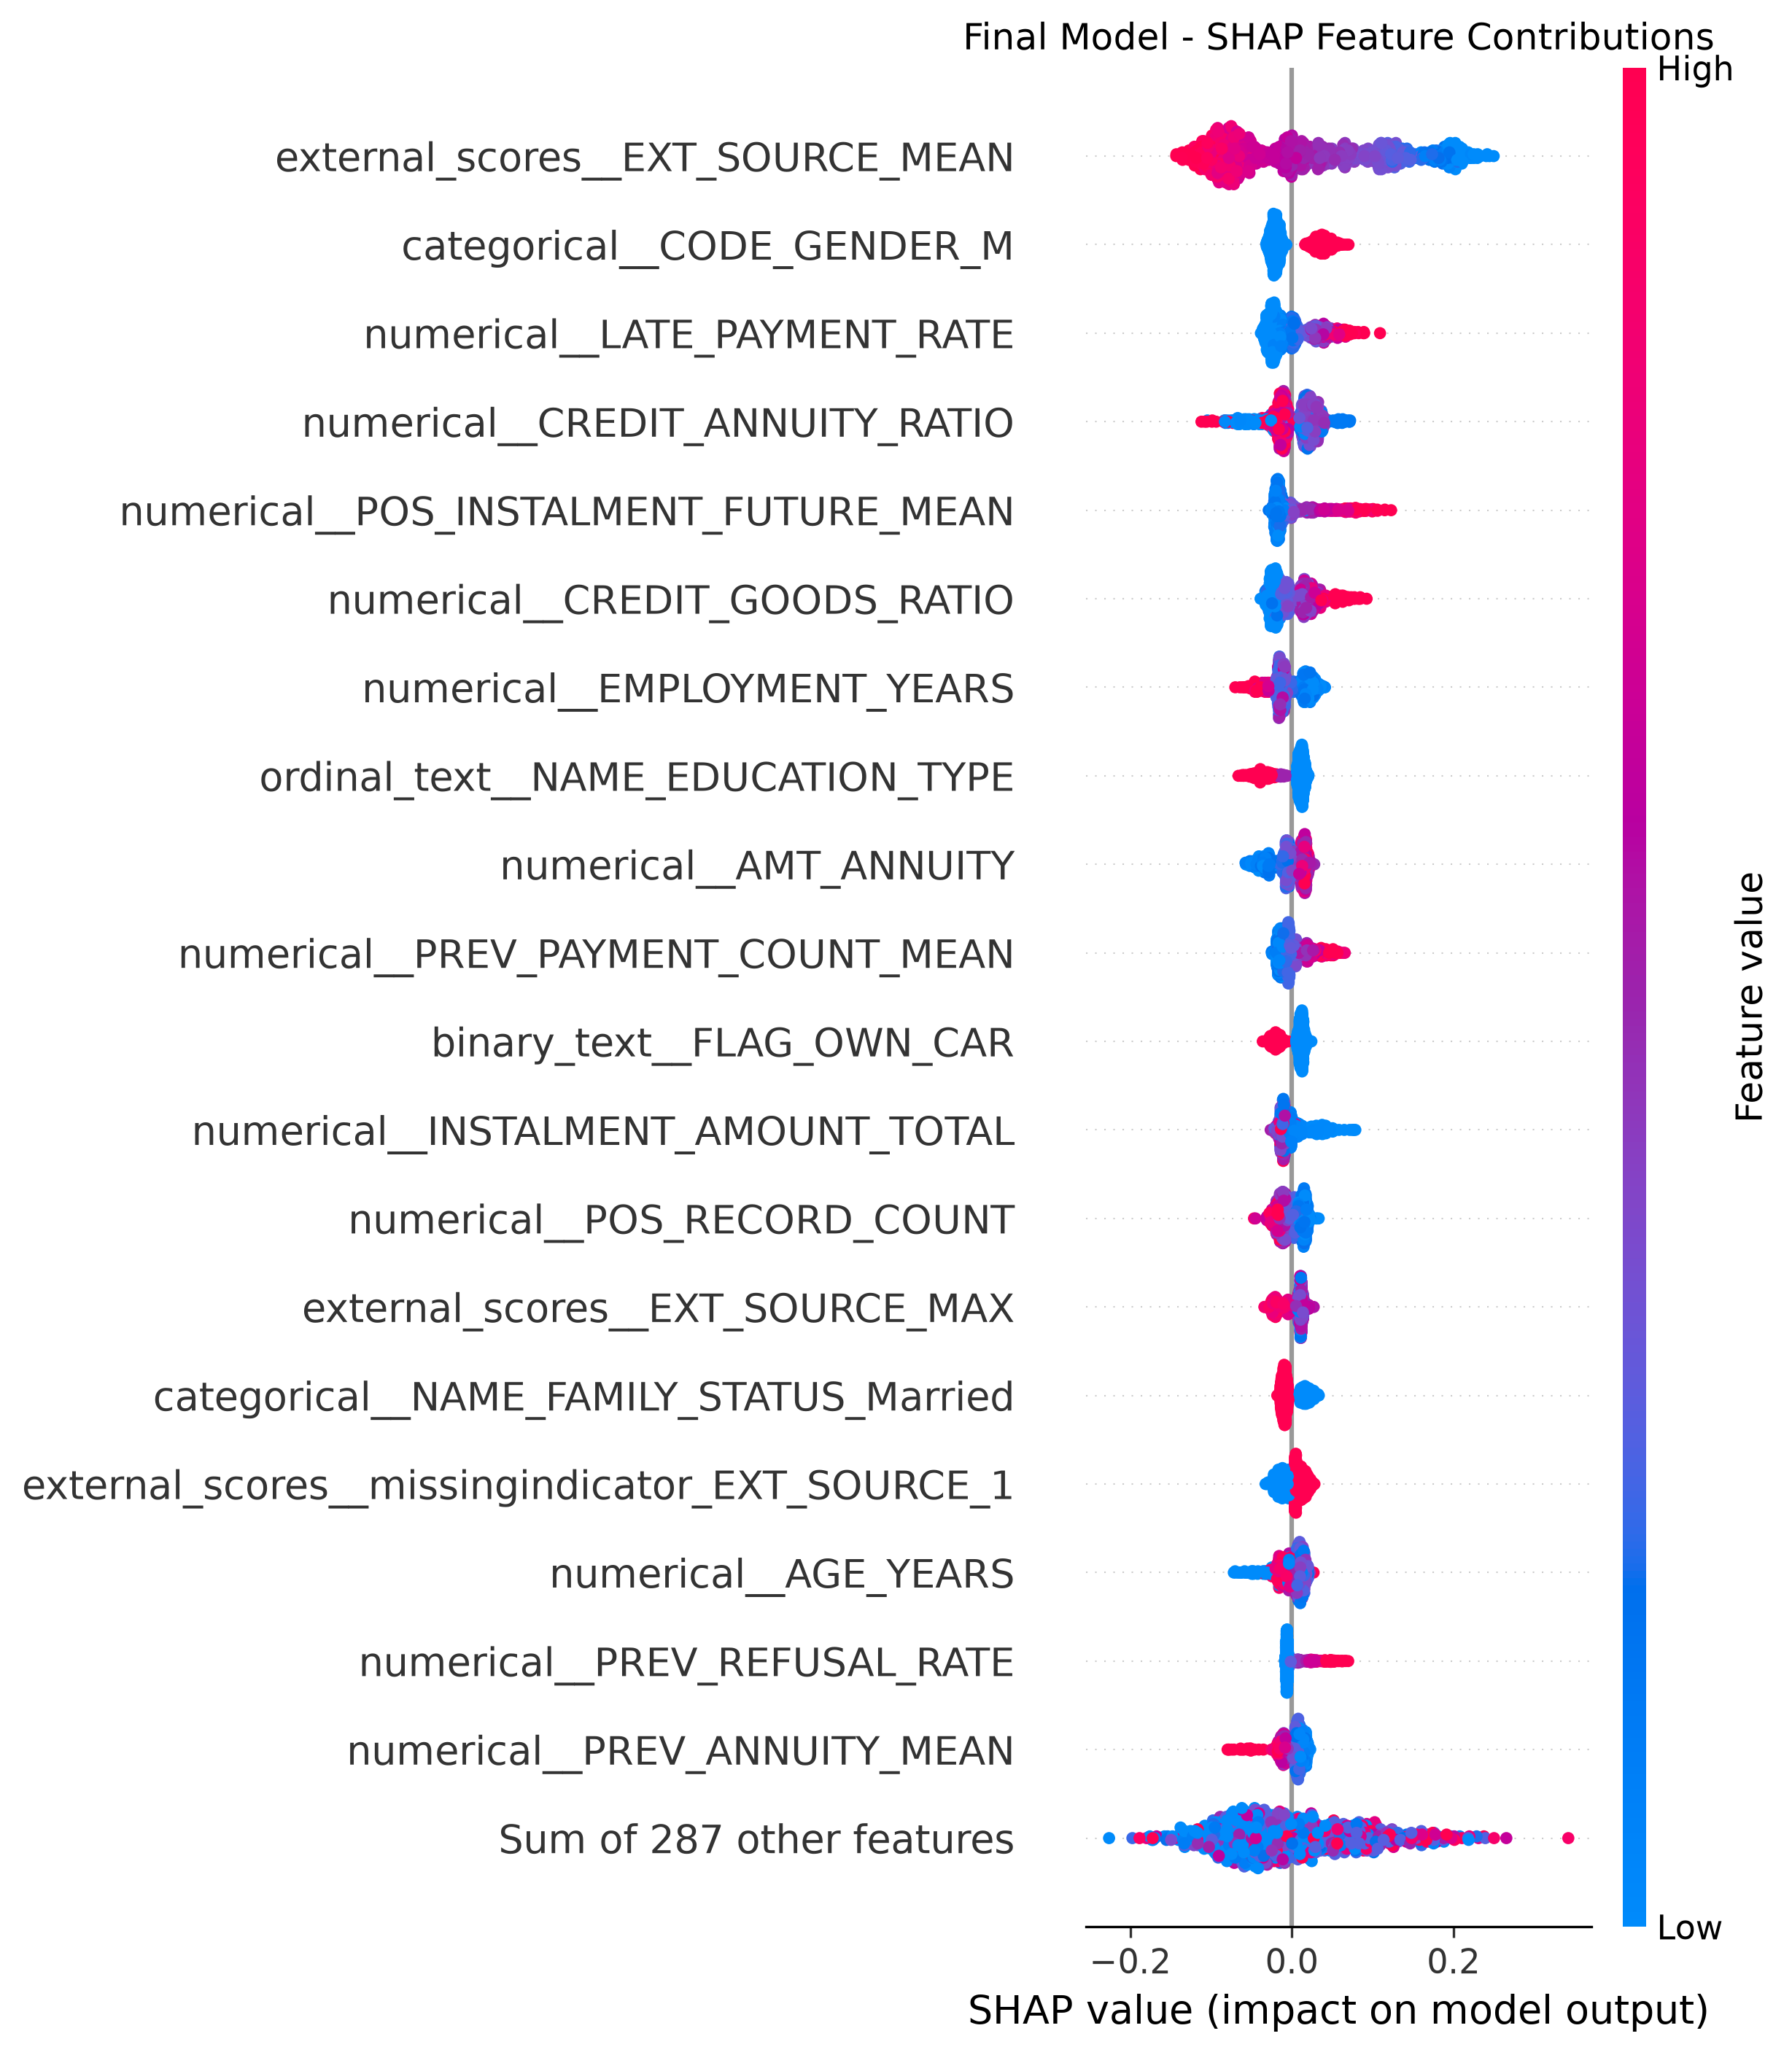 Final Model - SHAP Feature Contributions
High
external_scores__EXT_SOURCE_MEAN
categorical__CODE_GENDER_M
numerical__LATE_PAYMENT_RATE
numerical__CREDIT_ANNUITY_RATIO
numerical__POS_INSTALMENT_FUTURE_MEAN
numerical__CREDIT_GOODS_RATIO
numerical__EMPLOYMENT_YEARS
ordinal_text__NAME_EDUCATION_TYPE
numerical__AMT_ANNUITY
numerical__PREV_PAYMENT_COUNT_MEAN
binary_text__FLAG_OWN_CAR
numerical__INSTALMENT_AMOUNT_TOTAL
numerical__POS_RECORD_COUNT
external_scores__EXT_SOURCE_MAX
categorical__NAME_FAMILY_STATUS_Married
external_scores__missingindicator_EXT_SOURCE_1
numerical__AGE_YEARS
numerical__PREV_REFUSAL_RATE
numerical__PREV_ANNUITY_MEAN
Sum of 287 other features
Feature value
Low
−0.2 0.0 0.2
SHAP value (impact on model output)